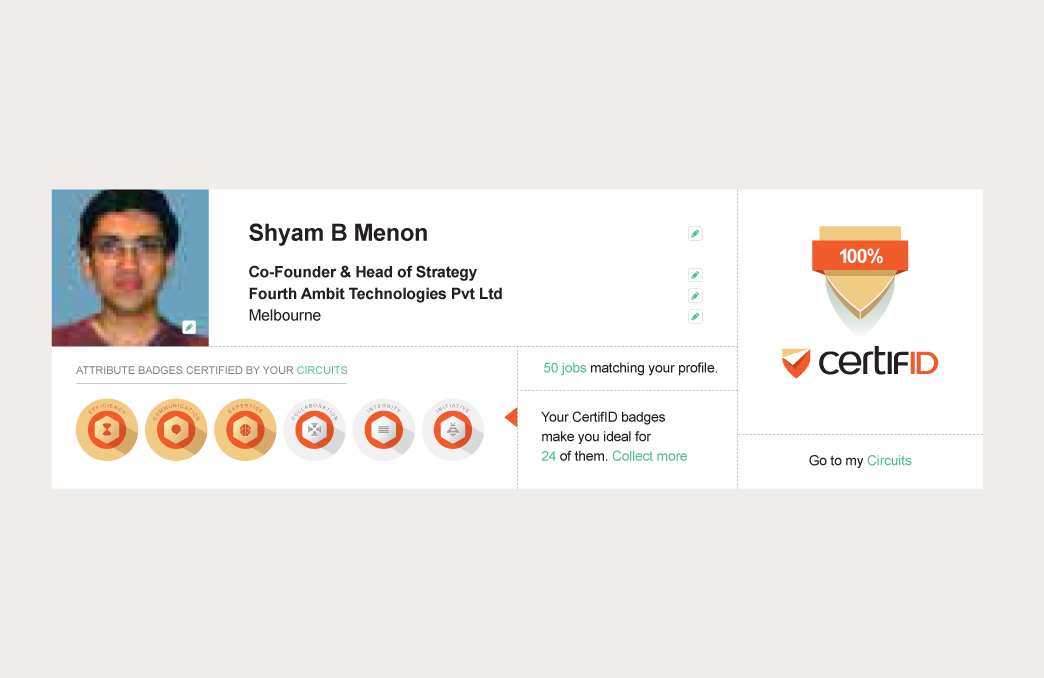 Shyam B Menon
Co-Founder & Head of Strategy
Fourth Ambit Technologies Pvt Ltd
Melbourne
100%
certifID
ATTRIBUTE BADGES CERTIFIED BY YOUR CIRCUITS
EFFICIENCY
COMMUNICATION
EXPERTISE
COLLABORATION
INTEGRITY
INITIATIVE
50 jobs matching your profile.
Your CertifID badges
make you ideal for
24 of them. Collect more
Go to my Circuits